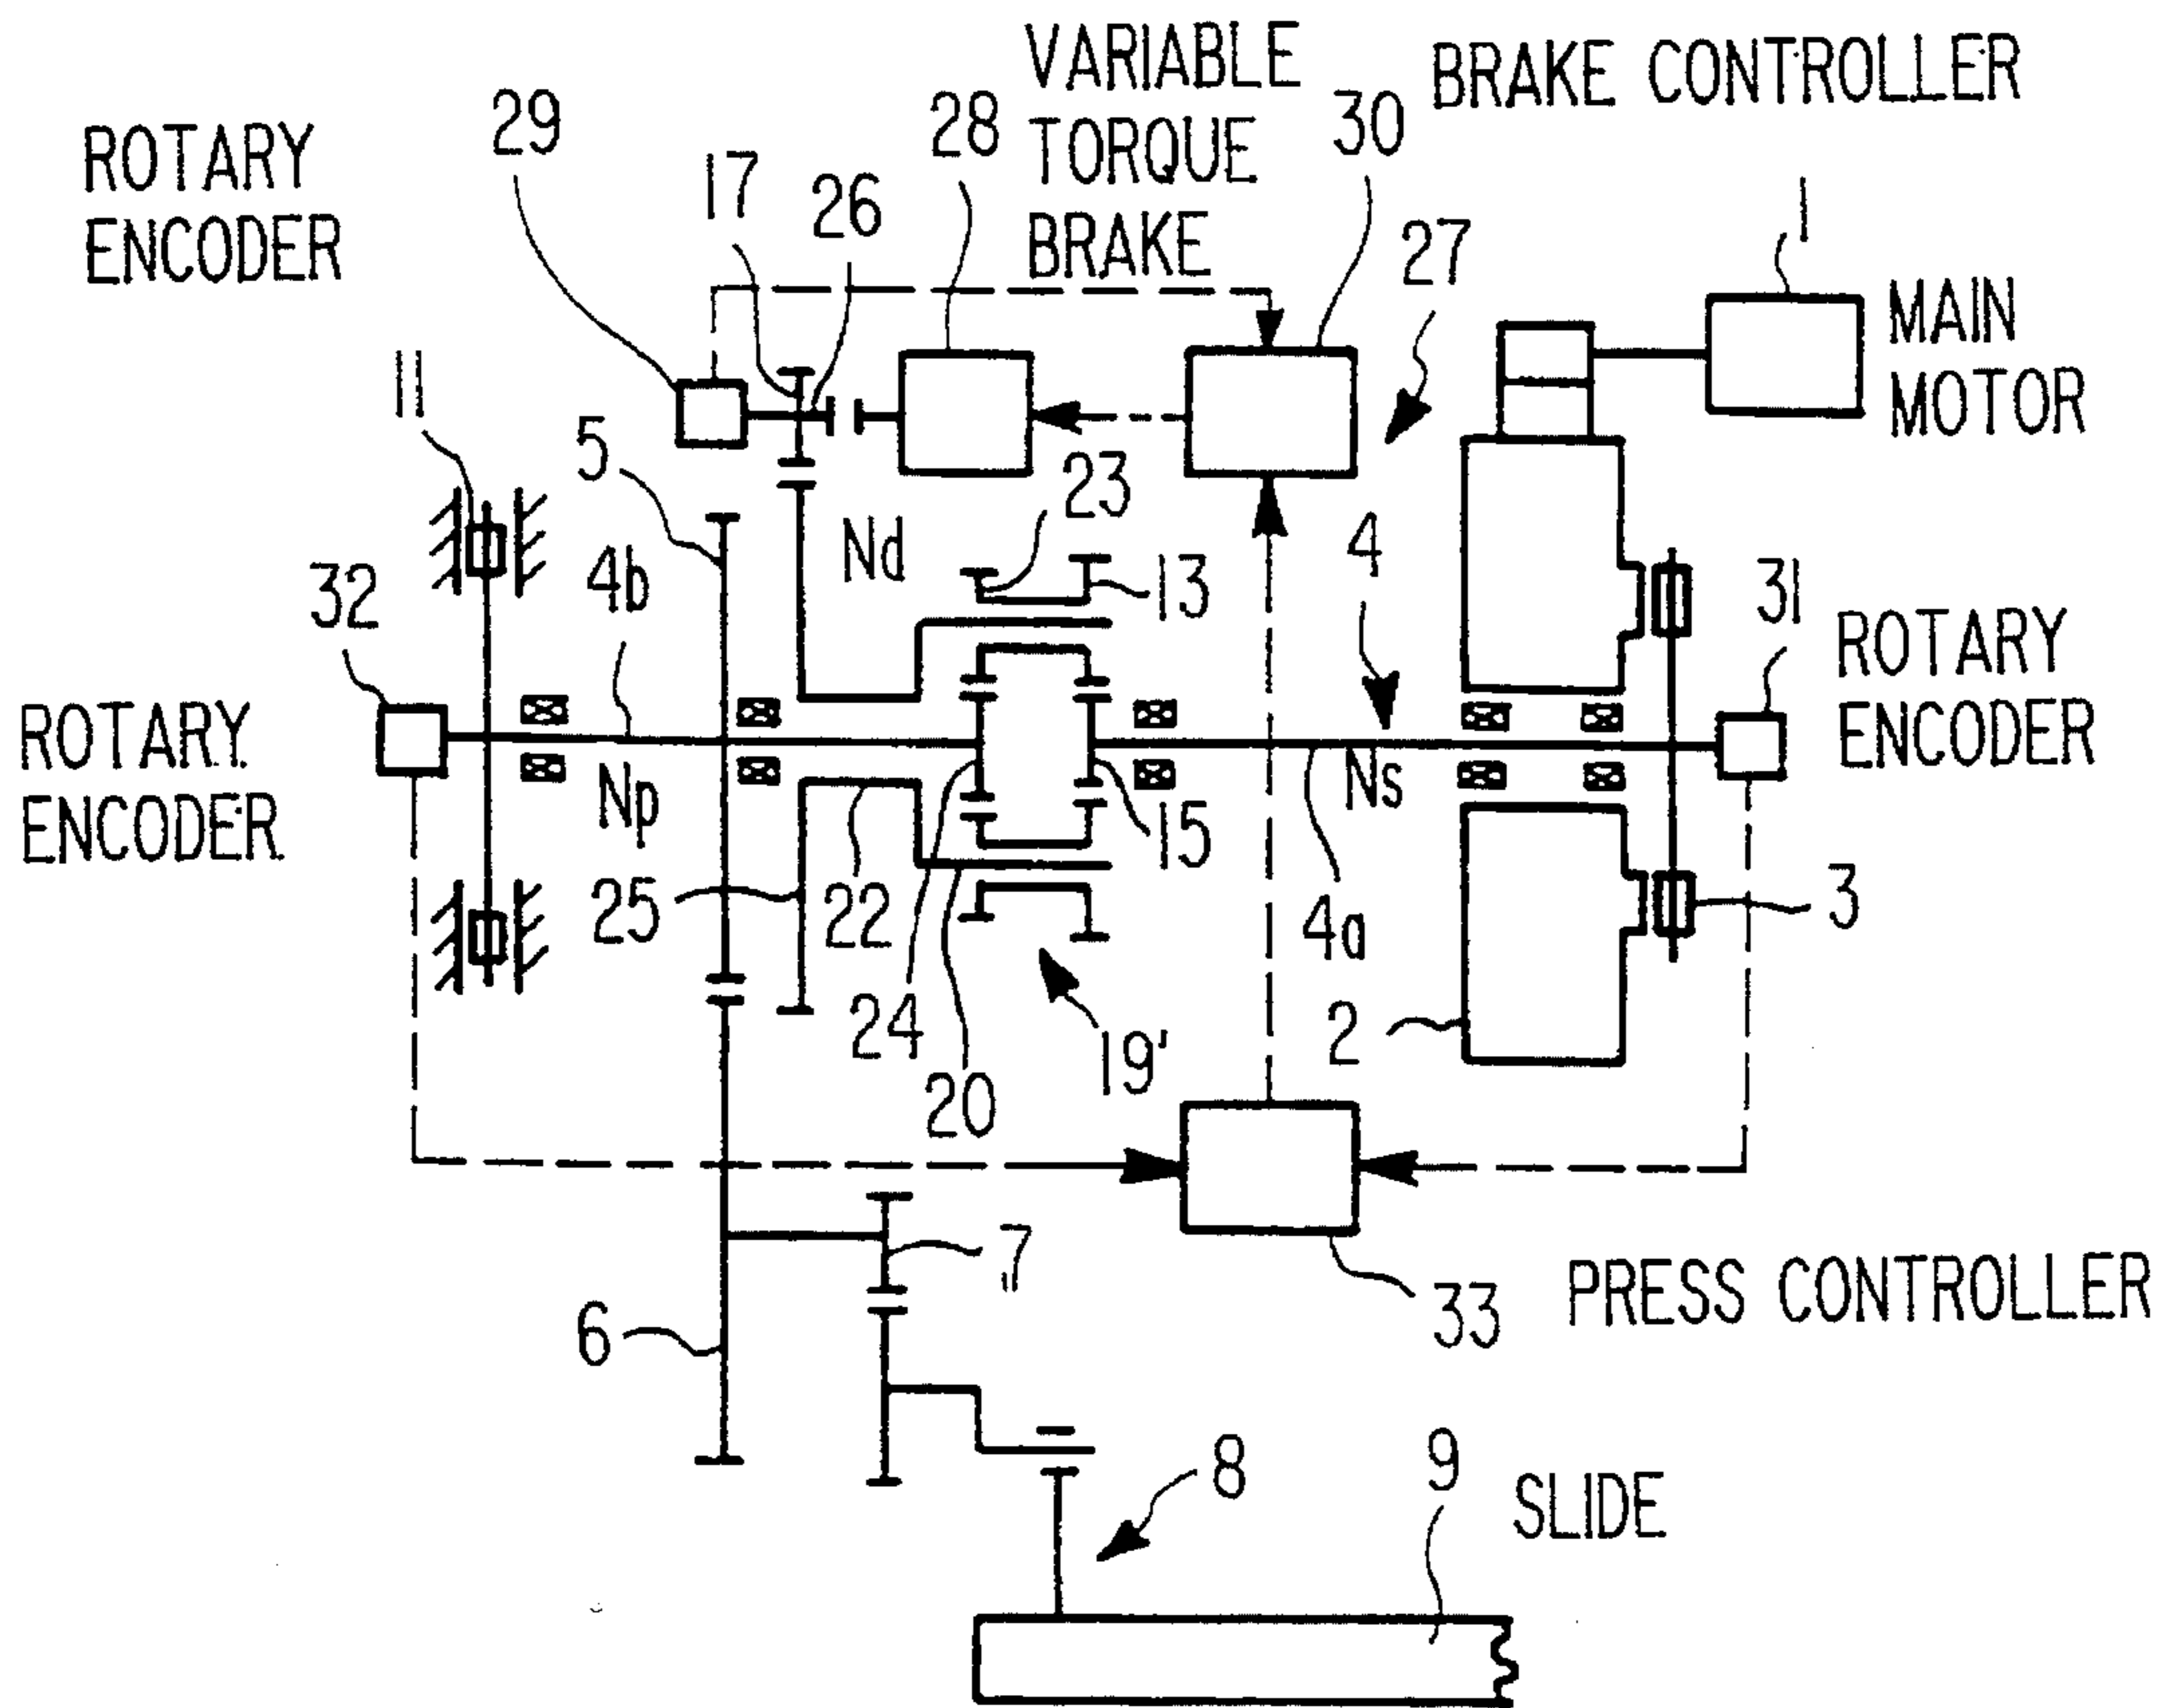 VARIABLE
TORQUE
BRAKE
BRAKE CONTROLLER
ROTARY
ENCODER
29
28
30
17
26
27
1
MAIN
MOTOR
11
5
23
Nd
4
13
31
32
4b
ROTARY
ENCODER
ROTARY
ENCODER
Np
Ns
15
25
22
4a
3
24
2
19'
20
7
33
PRESS CONTROLLER
6
8
9
SLIDE